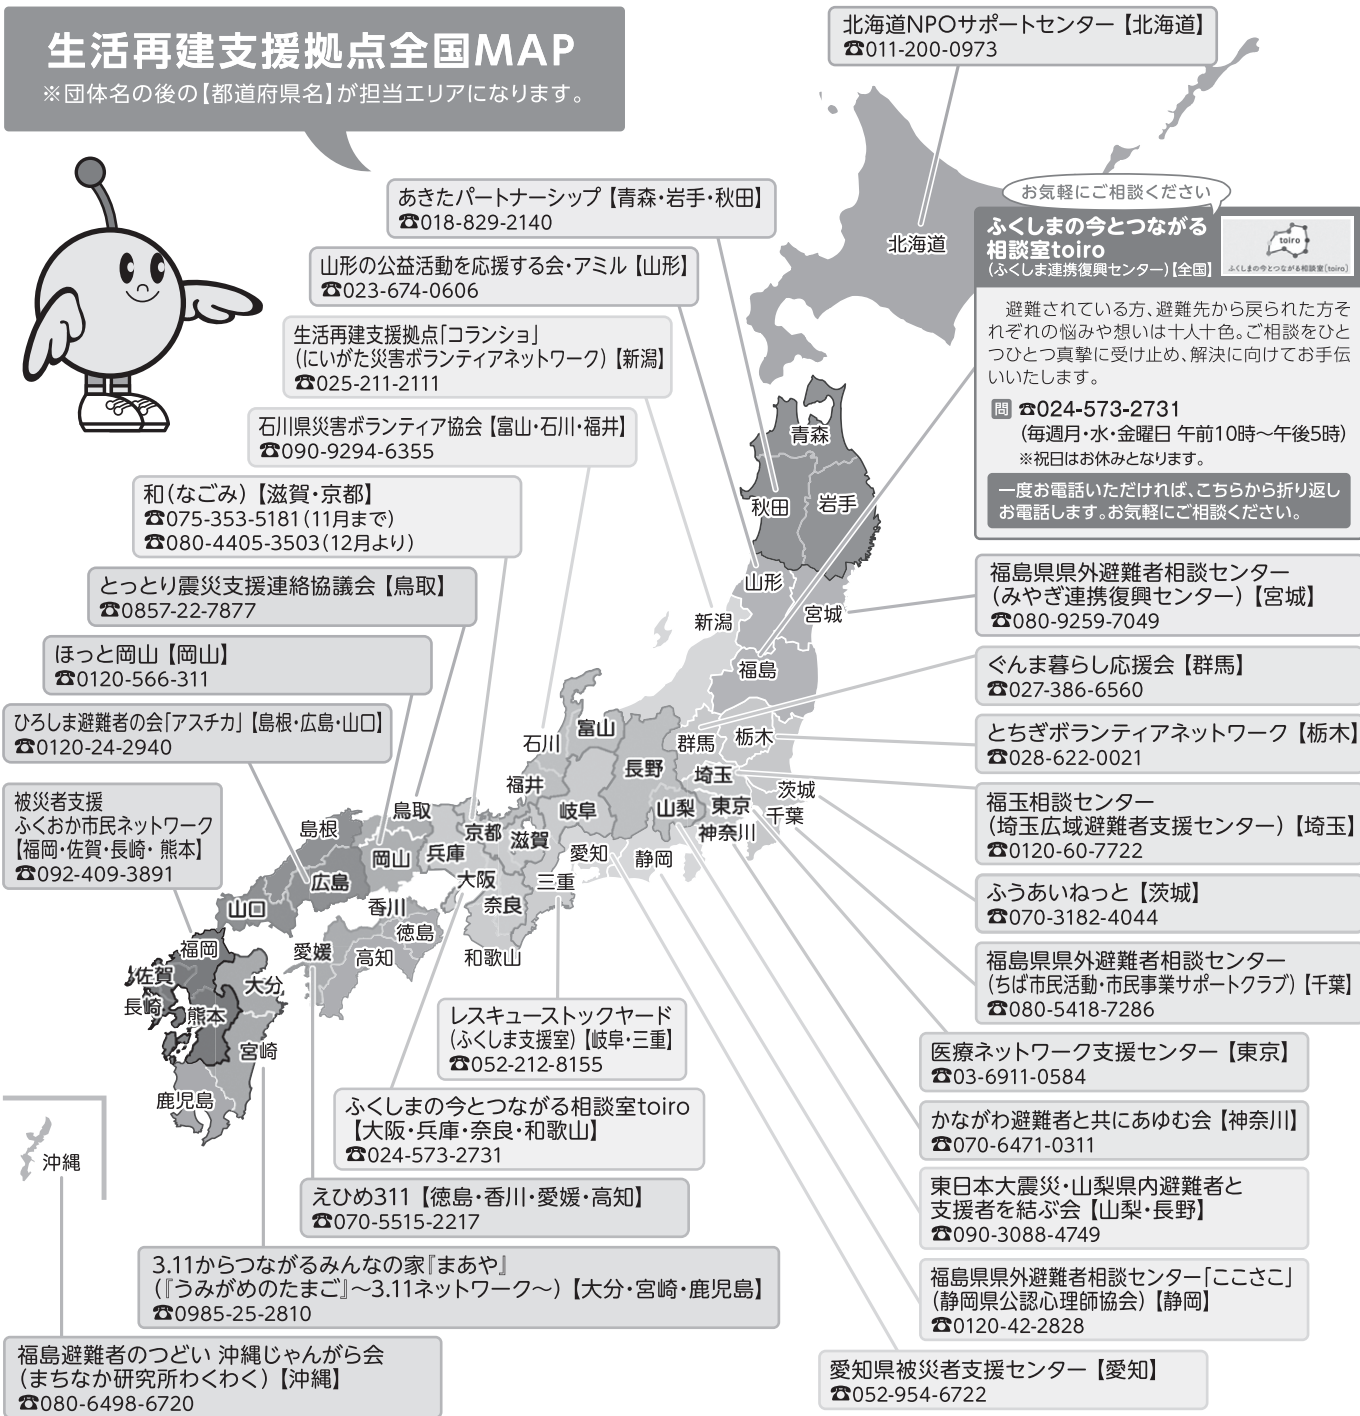 生活再建支援拠点全国MAP
※団体名の後の【都道府県名】が担当エリアになります。
北海道NPOサポートセンター【北海道】
☎011-200-0973
あきたパートナーシップ【青森・岩手・秋田】
☎018-829-2140
山形の公益活動を応援する会・アミル【山形】
☎023-674-0606
生活再建支援拠点「コランショ」
(にいがた災害ボランティアネットワーク)【新潟】
☎025-211-2111
石川県災害ボランティア協会【富山・石川・福井】
☎090-9294-6355
和(なごみ)【滋賀・京都】
☎075-353-5181(11月まで)
☎080-4405-3503(12月より)
とっとり震災支援連絡協議会【鳥取】
☎0857-22-7877
ほっと岡山【岡山】
☎0120-566-311
ひろしま避難者の会「アスチカ」【島根・広島・山口】
☎0120-24-2940
被災者支援
ふくおか市民ネットワーク
【福岡・佐賀・長崎・熊本】
☎092-409-3891
お気軽にご相談ください
ふくしまの今とつながる
相談室toiro
(ふくしま連携復興センター)【全国】
toiro
ふくしまの今とつながる相談室[toiro]
避難されている方、避難先から戻られた方そ
れぞれの悩みや想いは十人十色。ご相談をひと
つひとつ真摯に受け止め、解決に向けてお手伝
いいたします。
問 ☎024-573-2731
(毎週月・水・金曜日 午前10時〜午後5時)
※祝日はお休みとなります。
一度お電話いただければ、こちらから折り返し
お電話します。お気軽にご相談ください。
福島県県外避難者相談センター
(みやぎ連携復興センター)【宮城】
☎080-9259-7049
ぐんま暮らし応援会【群馬】
☎027-386-6560
とちぎボランティアネットワーク【栃木】
☎028-622-0021
福玉相談センター
(埼玉広域避難者支援センター)【埼玉】
☎0120-60-7722
ふうあいねっと【茨城】
☎070-3182-4044
福島県県外避難者相談センター
(ちば市民活動・市民事業サポートクラブ)【千葉】
☎080-5418-7286
医療ネットワーク支援センター【東京】
☎03-6911-0584
かながわ避難者と共にあゆむ会【神奈川】
☎070-6471-0311
東日本大震災・山梨県内避難者と
支援者を結ぶ会【山梨・長野】
☎090-3088-4749
福島県県外避難者相談センター「ここさこ」
(静岡県公認心理師協会)【静岡】
☎0120-42-2828
愛知県被災者支援センター【愛知】
☎052-954-6722
レスキューストックヤード
(ふくしま支援室)【岐阜・三重】
☎052-212-8155
ふくしまの今とつながる相談室toiro
【大阪・兵庫・奈良・和歌山】
☎024-573-2731
えひめ311【徳島・香川・愛媛・高知】
☎070-5515-2217
3.11からつながるみんなの家『まあや』
(『うみがめのたまご』〜3.11ネットワーク〜)【大分・宮崎・鹿児島】
☎0985-25-2810
福島避難者のつどい 沖縄じゃんがら会
(まちなか研究所わくわく)【沖縄】
☎080-6498-6720
北海道
青森
秋田
岩手
山形
宮城
新潟
福島
富山
石川
群馬
栃木
長野
埼玉
福井
茨城
岐阜
山梨
東京
千葉
神奈川
鳥取
島根
京都
滋賀
岡山
兵庫
愛知
静岡
広島
大阪
三重
山口
香川
奈良
徳島
福岡
愛媛
高知
和歌山
佐賀
大分
長崎
熊本
宮崎
鹿児島
沖縄